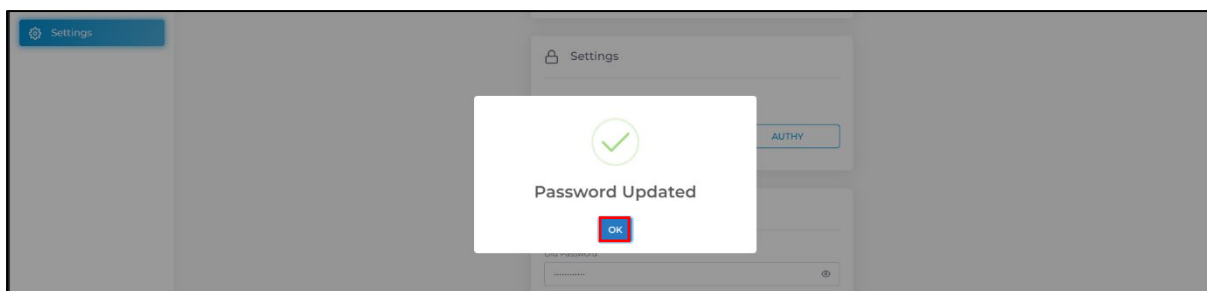 Settings
Settings
AUTHY
Password Updated
OK
Old Password